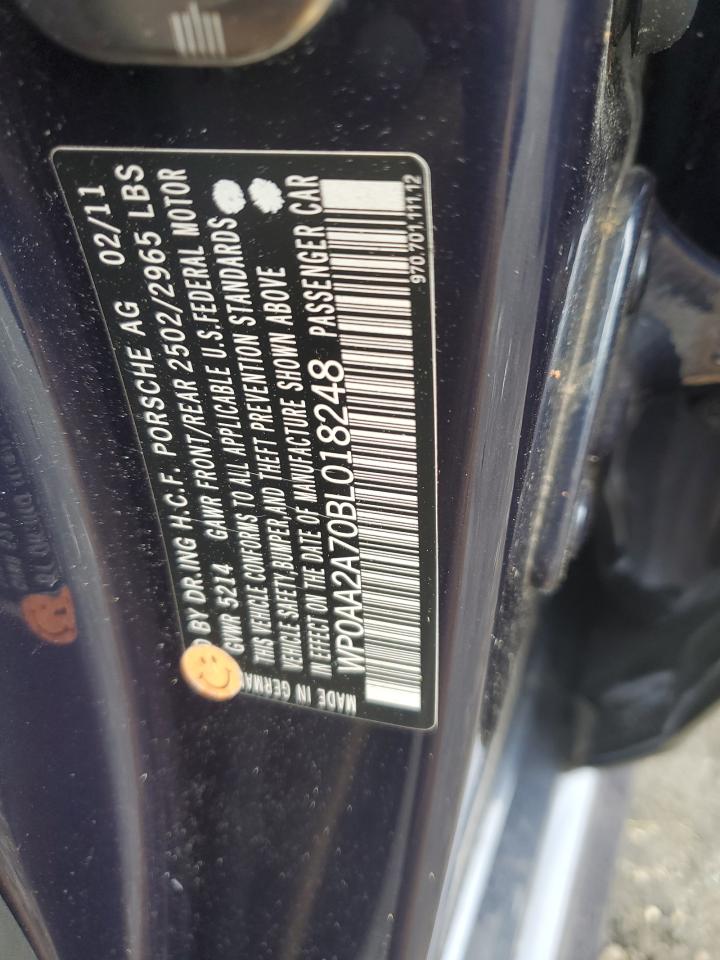 BY DR.ING H.C.F. PORSCHE AG 02/11
GVWR 5214 GAWR FRONT/REAR 2502/2965 LBS
THIS VEHICLE CONFORMS TO ALL APPLICABLE U.S.FEDERAL MOTOR
VEHICLE SAFETY,BUMPER,AND THEFT PREVENTION STANDARDS
IN EFFECT ON THE DATE OF MANUFACTURE SHOWN ABOVE
WP0AA2A70BL018248 PASSENGER CAR
MADE IN GERMA
970.701.111.12